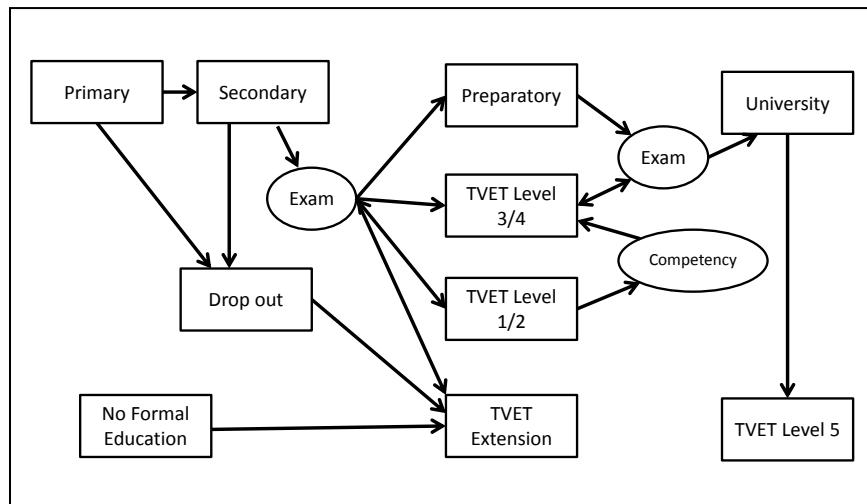 Primary
Secondary
Preparatory
University
Exam
Exam
TVET Level
3/4
Competency
Drop out
TVET Level
1/2
No Formal
Education
TVET
Extension
TVET Level 5